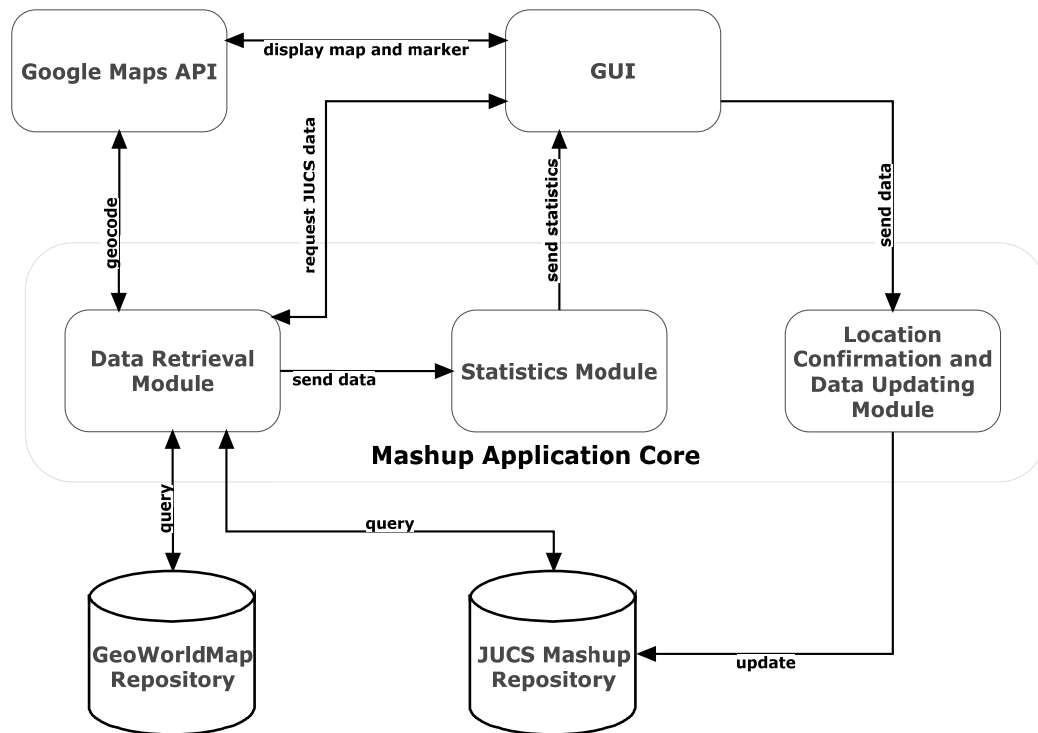 Google Maps API
display map and marker
GUI
geocode
request JUCS data
send statistics
send data
Data Retrieval
Module
send data
Statistics Module
Location
Confirmation and
Data Updating
Module
Mashup Application Core
query
query
GeoWorldMap
Repository
JUCS Mashup
Repository
update